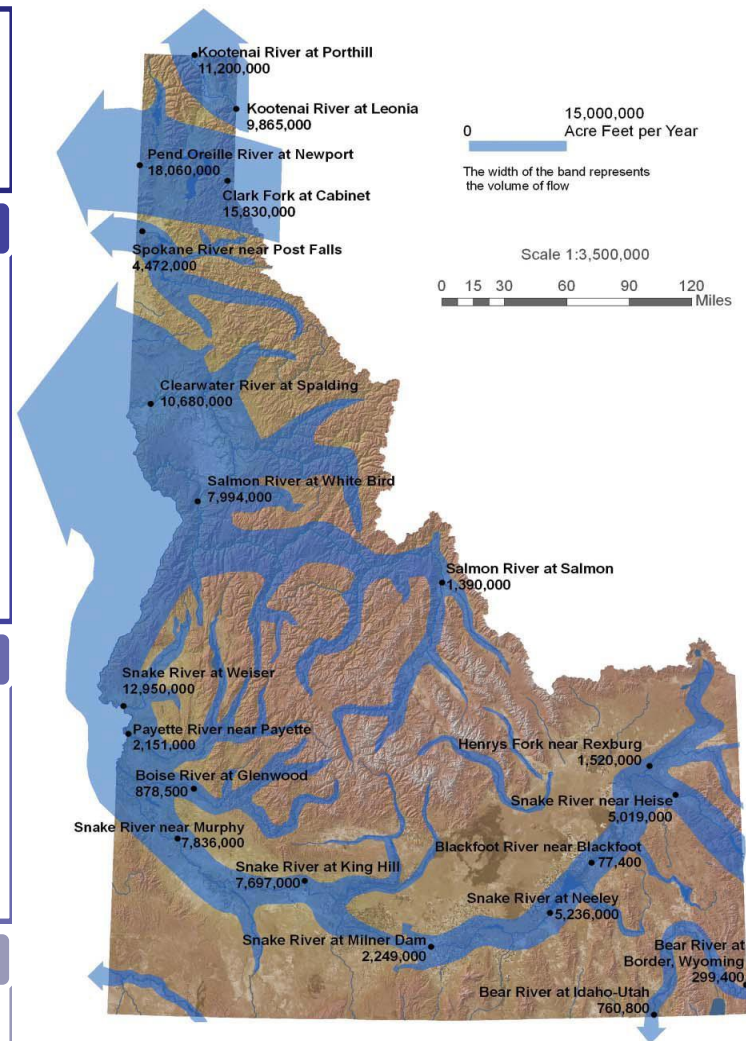 Kootenai River at Porthill
11,200,000
Kootenai River at Leonia
9,865,000
0
15,000,000
Acre Feet per Year
The width of the band represents
the volume of flow
Pend Oreille River at Newport
18,060,000
Clark Fork at Cabinet
15,830,000
Spokane River near Post Falls
4,472,000
Scale 1:3,500,000
0 15 30 60 90 120
Miles
Clearwater River at Spalding
10,680,000
Salmon River at White Bird
7,994,000
Salmon River at Salmon
1,390,000
Snake River at Weiser
12,950,000
Payette River near Payette
2,151,000
Henrys Fork near Rexburg
1,520,000
Boise River at Glenwood
878,500
Snake River near Heise
5,019,000
Snake River near Murphy
7,836,000
Blackfoot River near Blackfoot
77,400
Snake River at King Hill
7,697,000
Snake River at Neeley
5,236,000
Snake River at Milner Dam
2,249,000
Bear River at
Border, Wyoming
299,400
Bear River at Idaho-Utah
760,800